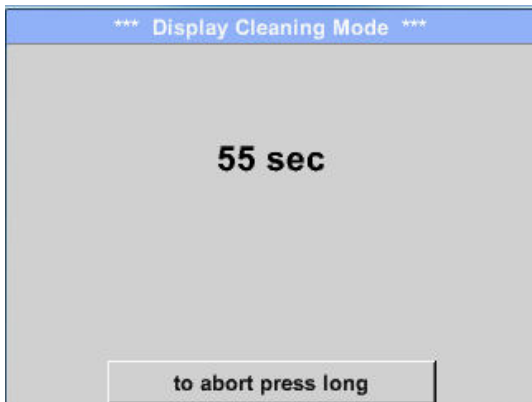 *** Display Cleaning Mode ***
55 sec
to abort press long